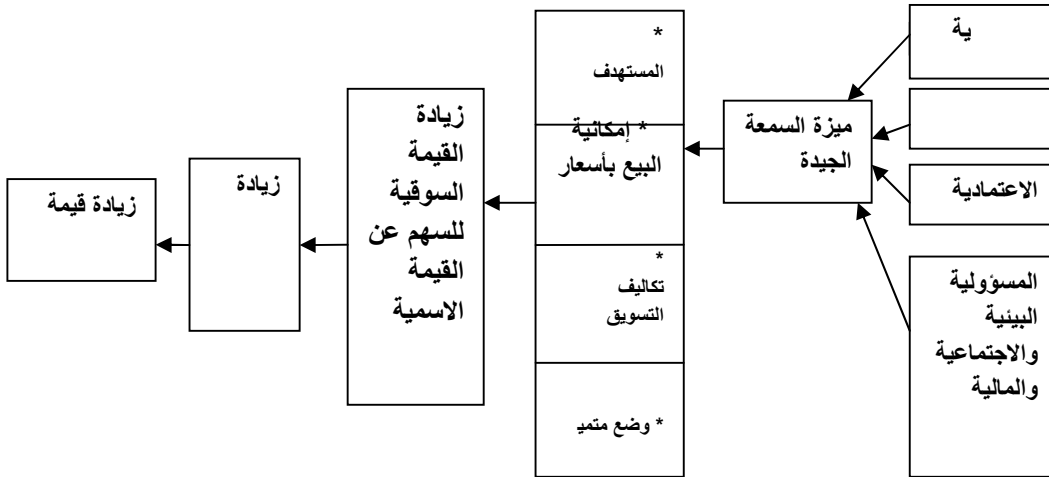 ية
الاعتمادية
المسؤولية
البيئية
والاجتماعية
والمالية
ميزة السمعة
الجيدة
*
المستهدف
* إمكانية
البيع بأسعار
*
تكاليف
التسويق
* وضع متميـ
زيادة
القيمة
السوقية
للسهم عن
القيمة
الاسمية
زيادة
زيادة قيمة